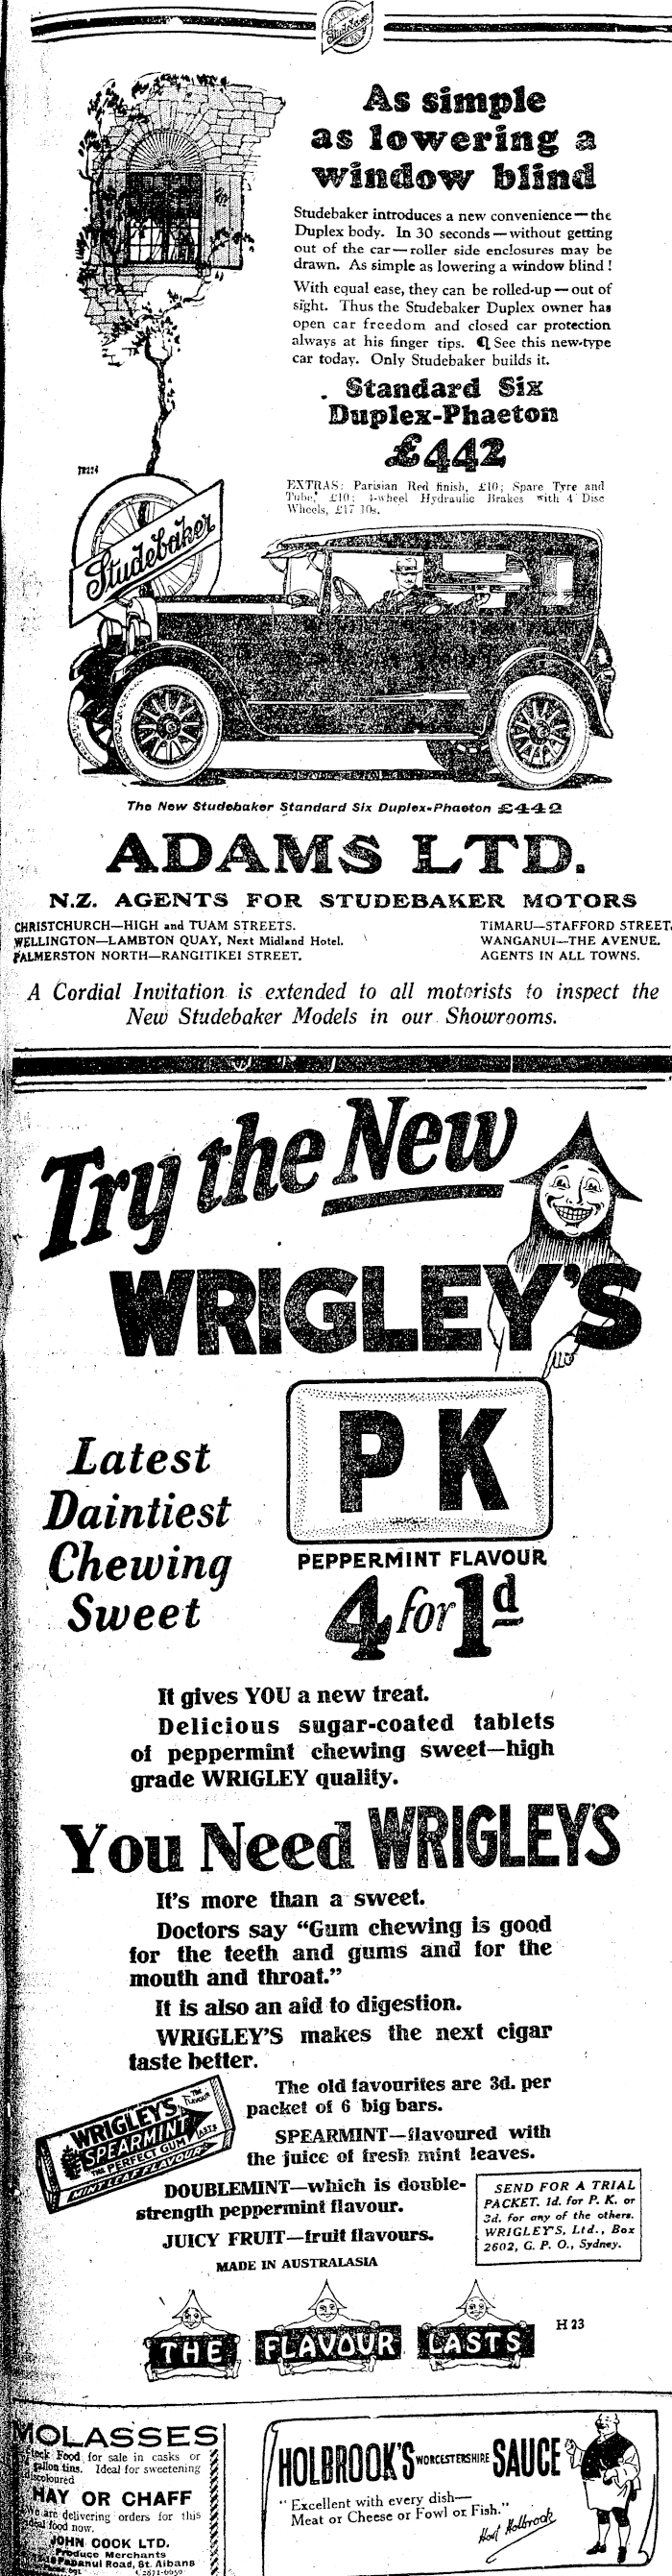 Studebaker
As simple
as lowering a
window blind
Studebaker introduces a new convenience—the
Duplex body. In 30 seconds—without getting
out of the car—roller side enclosures may be
drawn. As simple as lowering a window blind!
With equal ease, they can be rolled-up—out of
sight. Thus the Studebaker Duplex owner has
open car freedom and closed car protection
always at his finger tips. ¶ See this new-type
car today. Only Studebaker builds it.
Standard Six
Duplex-Phaeton
£442
EXTRAS: Parisian Red finish, £10; Spare Tyre and
Tube, £10; 4-wheel Hydraulic Brakes with 4 Disc
Wheels, £17 10s.
Studebaker
The New Studebaker Standard Six Duplex-Phaeton £442
ADAMS LTD.
N.Z. AGENTS FOR STUDEBAKER MOTORS
CHRISTCHURCH—HIGH and TUAM STREETS.
WELLINGTON—LAMBTON QUAY, Next Midland Hotel.
PALMERSTON NORTH—RANGITIKEI STREET.
TIMARU—STAFFORD STREET.
WANGANUI—THE AVENUE.
AGENTS IN ALL TOWNS.
A Cordial Invitation is extended to all motorists to inspect the
New Studebaker Models in our Showrooms.
Try the New
WRIGLEY'S
P K
Latest
Daintiest
Chewing
Sweet
PEPPERMINT FLAVOUR
4 for 1d
It gives YOU a new treat.
Delicious sugar-coated tablets
of peppermint chewing sweet—high
grade WRIGLEY quality.
You Need WRIGLEY'S
It's more than a sweet.
Doctors say "Gum chewing is good
for the teeth and gums and for the
mouth and throat."
It is also an aid to digestion.
WRIGLEY'S makes the next cigar
taste better.
The old favourites are 3d. per
packet of 6 big bars.
WRIGLEY'S
SPEARMINT
THE PERFECT GUM
MINT LEAF FLAVOUR
THE FLAVOUR LASTS
SPEARMINT—flavoured with
the juice of fresh mint leaves.
DOUBLEMINT—which is double-
strength peppermint flavour.
JUICY FRUIT—fruit flavours.
MADE IN AUSTRALASIA
SEND FOR A TRIAL
PACKET. 1d. for P. K. or
3d. for any of the others.
WRIGLEY'S, Ltd., Box
2602, G. P. O., Sydney.
THE FLAVOUR LASTS
H 23
MOLASSES
Stock Food for sale in casks or
gallon tins. Ideal for sweetening
discoloured
HAY OR CHAFF
We are delivering orders for this
ideal food now.
JOHN COOK LTD.
Produce Merchants
Papanui Road, St. Albans
HOLBROOK'S WORCESTERSHIRE SAUCE
"Excellent with every dish—
Meat or Cheese or Fowl or Fish."
Host Holbrook